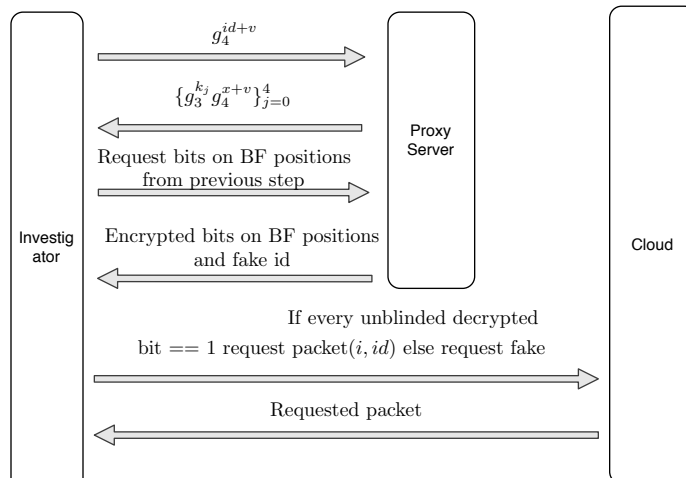 g_4^{id+v}
{g_3^{k_j} g_4^{x+v}}_{j=0}^4
Proxy
Server
Request bits on BF positions
from previous step
Encrypted bits on BF positions
and fake id
Investig
ator
Cloud
If every unblinded decrypted
bit == 1 request packet(i, id) else request fake
Requested packet